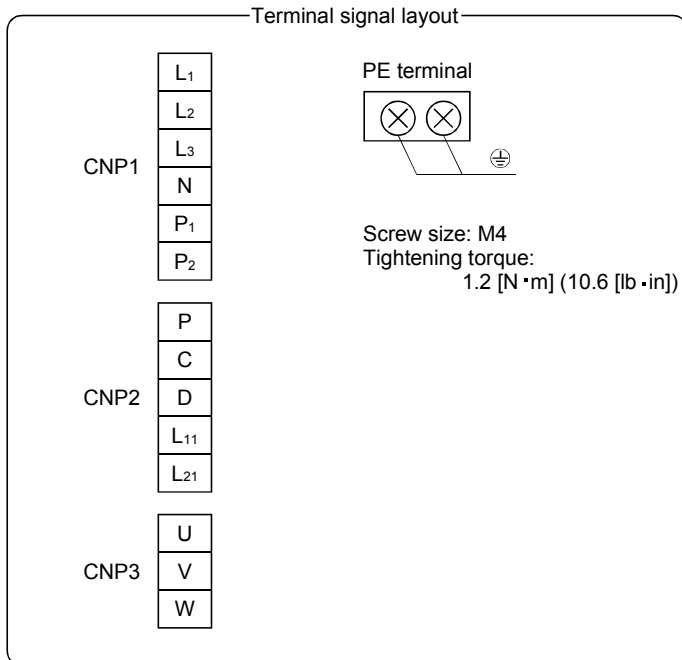 Terminal signal layout
CNP1
L1
L2
L3
N
P1
P2
PE terminal
Screw size: M4
Tightening torque:
1.2 [N·m] (10.6 [lb·in])
CNP2
P
C
D
L11
L21
CNP3
U
V
W